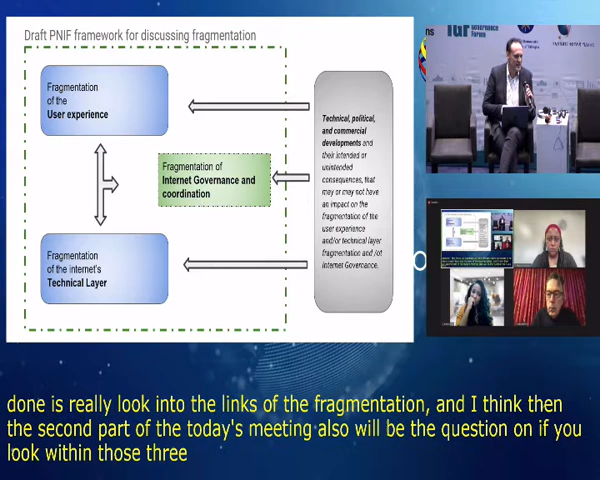 Draft PNIF framework for discussing fragmentation
Fragmentation
of the
User experience
Fragmentation of
Internet Governance and
coordination
Fragmentation
of the internet's
Technical Layer
Technical, political,
and commercial
developments and
their intended or
unintended
consequences, that
may or may not have
an impact on the
fragmentation of the
user experience
and/or technical layer
fragmentation and /ot
Internet Governance.
IGF
Governance
Forum
done is really look into the links of the fragmentation, and I think then
the second part of the today's meeting also will be the question on if you
look within those three